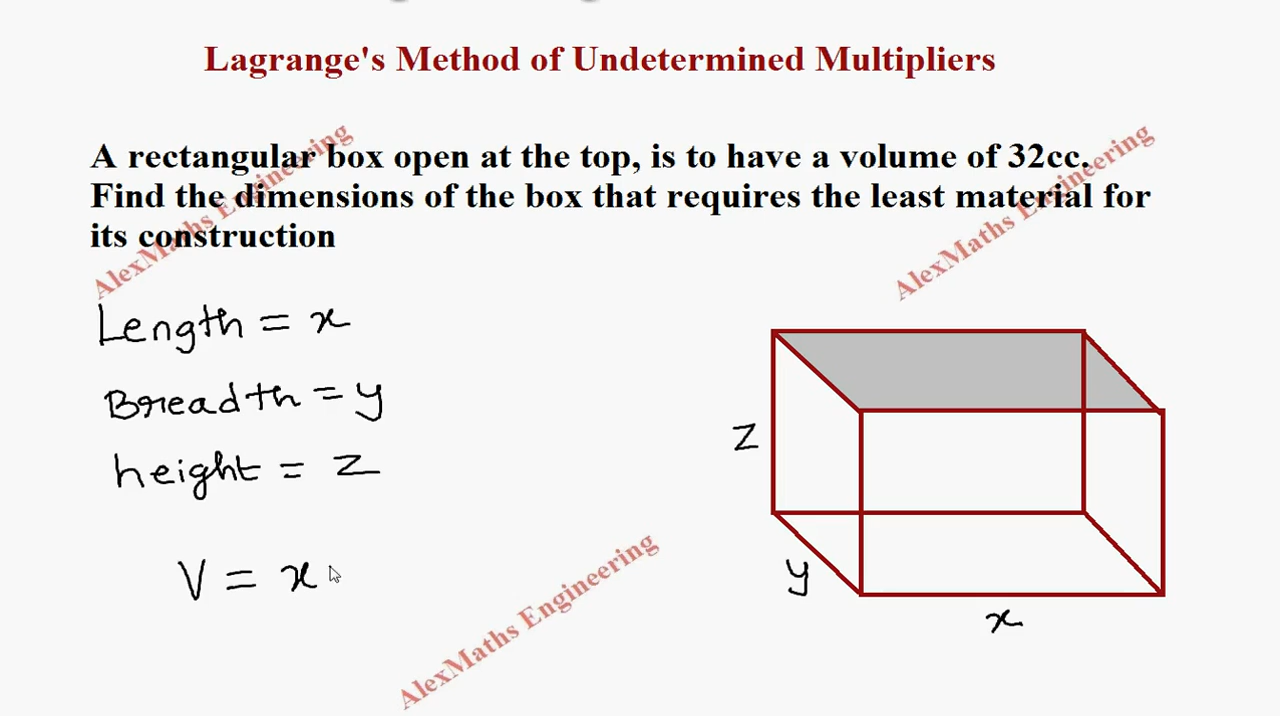 Lagrange's Method of Undetermined Multipliers
A rectangular box open at the top, is to have a volume of 32cc.
Find the dimensions of the box that requires the least material for
its construction
AlexMaths Engineering
AlexMaths Engineering
Length = x
Breadth = y
height = z
V = x
z
y
x
AlexMaths Engineering